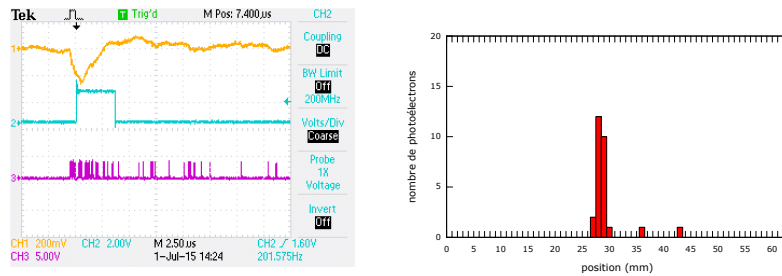 Tek Trig'd M Pos: 7.400µs CH2
Coupling
DC
BW Limit
Off
200MHz
Volts/Div
Coarse
Probe
1X
Voltage
Invert
Off
1
2
3
CH1 200mV CH2 2.00V M 2.50µs CH2 / 1.60V
CH3 5.00V 1-Jul-15 14:24 201.575Hz
20
15
10
5
0
nombre de photoélectrons
0 5 10 15 20 25 30 35 40 45 50 55 60
position (mm)